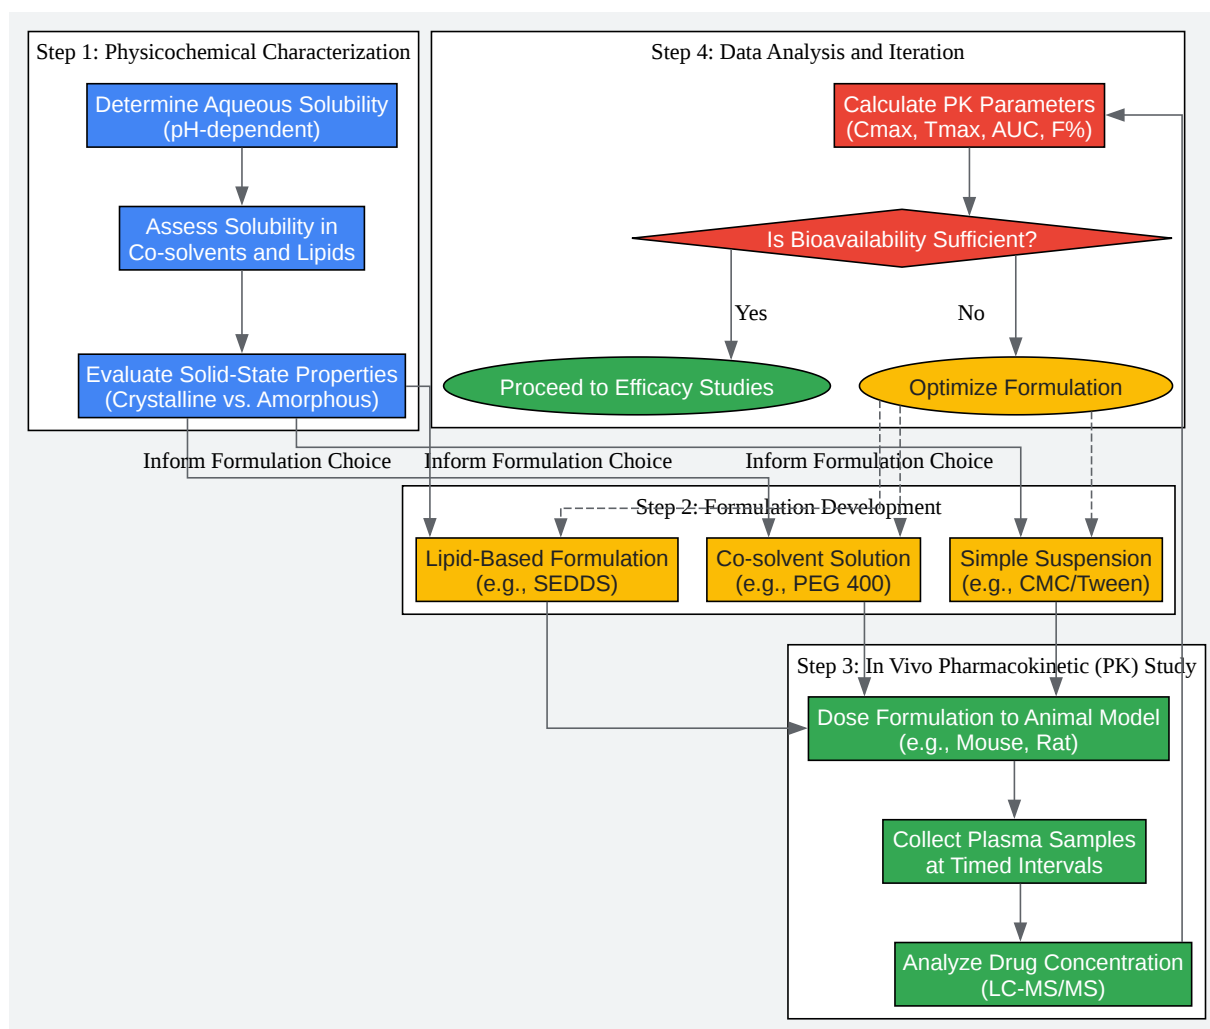 Step 1: Physicochemical Characterization
Determine Aqueous Solubility
(pH-dependent)
Assess Solubility in
Co-solvents and Lipids
Evaluate Solid-State Properties
(Crystalline vs. Amorphous)
Step 4: Data Analysis and Iteration
Calculate PK Parameters
(Cmax, Tmax, AUC, F%)
Is Bioavailability Sufficient?
Yes
No
Proceed to Efficacy Studies
Optimize Formulation
Inform Formulation Choice
Inform Formulation Choice
Inform Formulation Choice
Step 2: Formulation Development
Lipid-Based Formulation
(e.g., SEDDS)
Co-solvent Solution
(e.g., PEG 400)
Simple Suspension
(e.g., CMC/Tween)
Step 3: In Vivo Pharmacokinetic (PK) Study
Dose Formulation to Animal Model
(e.g., Mouse, Rat)
Collect Plasma Samples
at Timed Intervals
Analyze Drug Concentration
(LC-MS/MS)